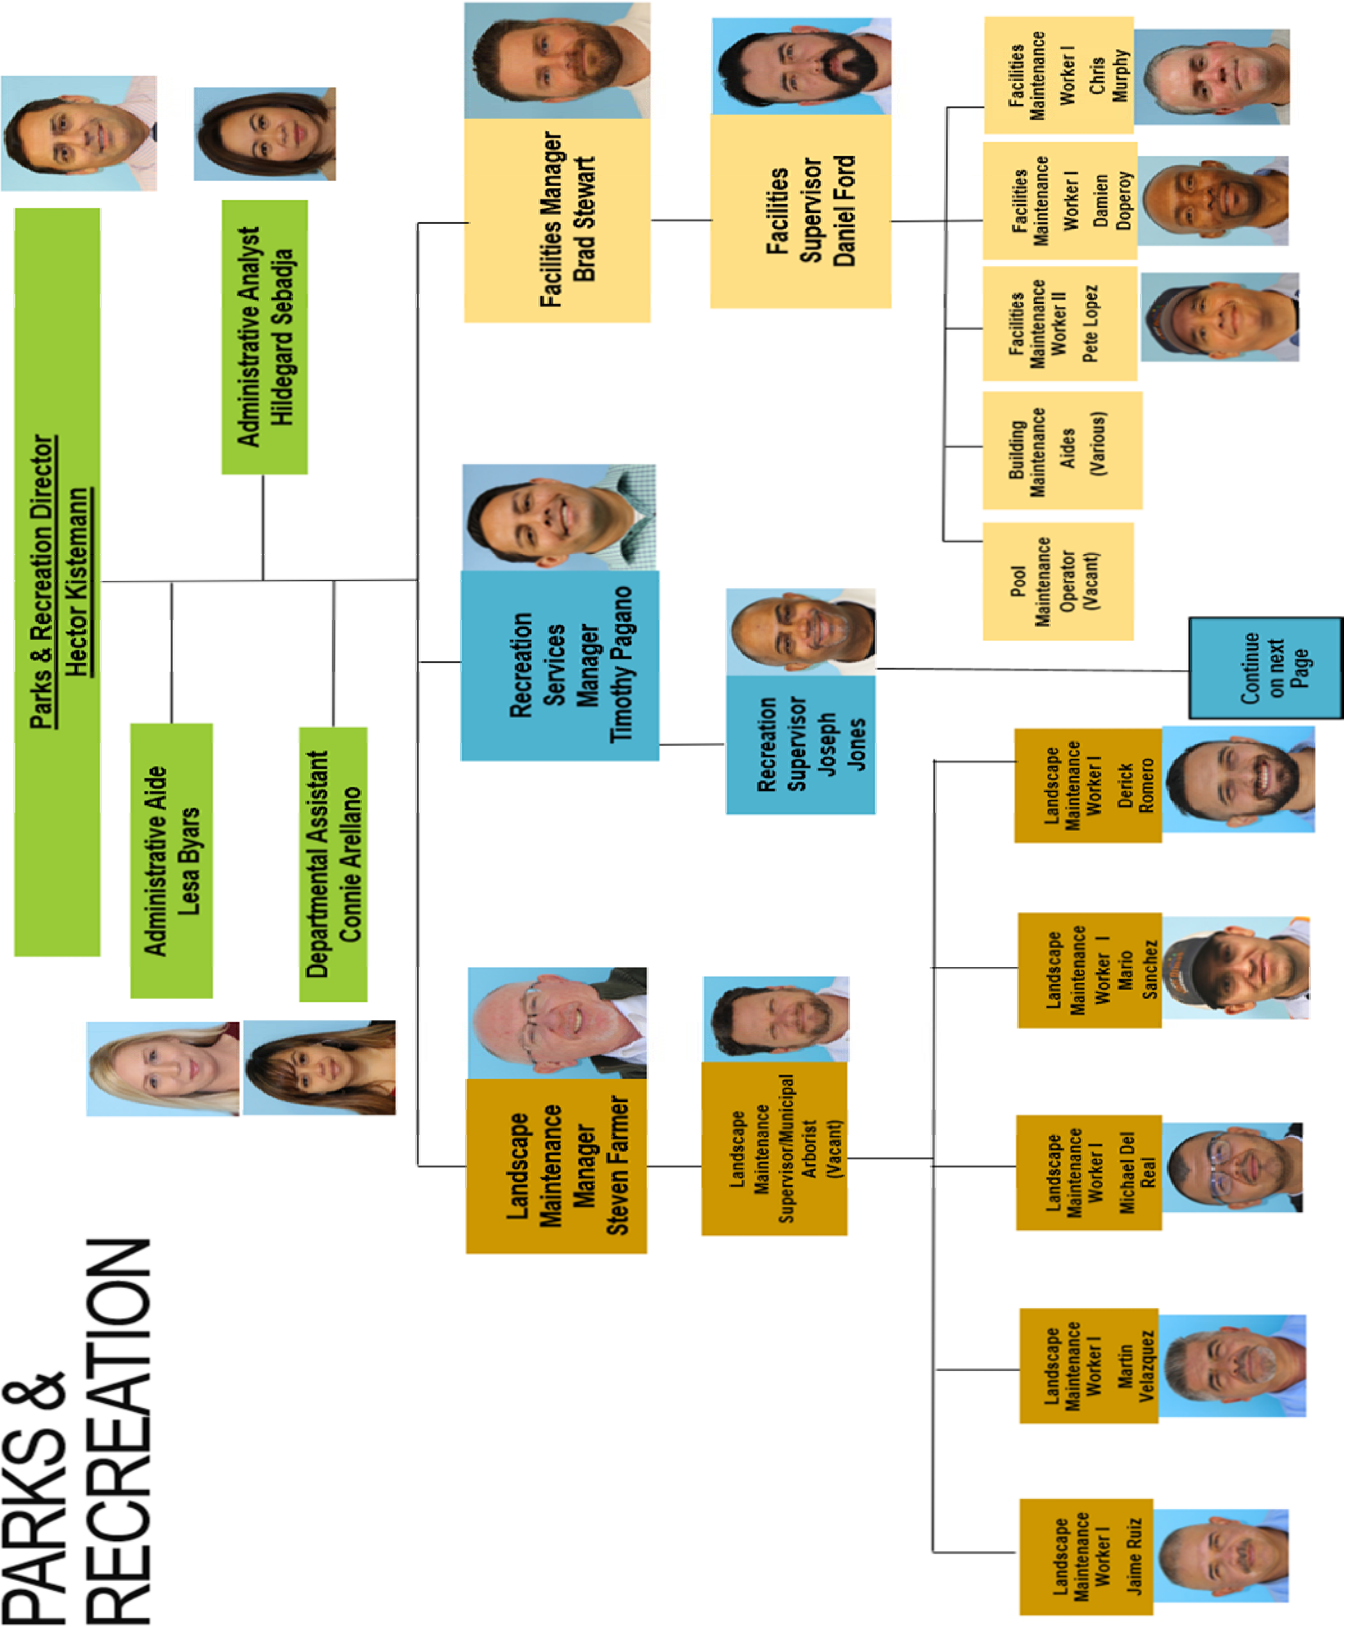 PARKS &
RECREATION
Parks & Recreation Director
Hector Kistemann
Administrative Aide
Lesa Byars
Administrative Analyst
Hildegard Sebadja
Departmental Assistant
Connie Arellano
Landscape
Maintenance
Manager
Steven Farmer
Recreation
Services
Manager
Timothy Pagano
Facilities Manager
Brad Stewart
Landscape
Maintenance
Supervisor/Municipal
Arborist
(Vacant)
Recreation
Supervisor
Joseph
Jones
Facilities
Supervisor
Daniel Ford
Landscape
Maintenance
Worker I
Jaime Ruiz
Landscape
Maintenance
Worker I
Martin
Velazquez
Landscape
Maintenance
Worker I
Michael Del
Real
Landscape
Maintenance
Worker I
Mario
Sanchez
Landscape
Maintenance
Worker I
Derick
Romero
Continue
on next
Page
Pool
Maintenance
Operator
(Vacant)
Building
Maintenance
Aides
(Various)
Facilities
Maintenance
Worker II
Pete Lopez
Facilities
Maintenance
Worker I
Damien
Doperoy
Facilities
Maintenance
Worker I
Chris
Murphy